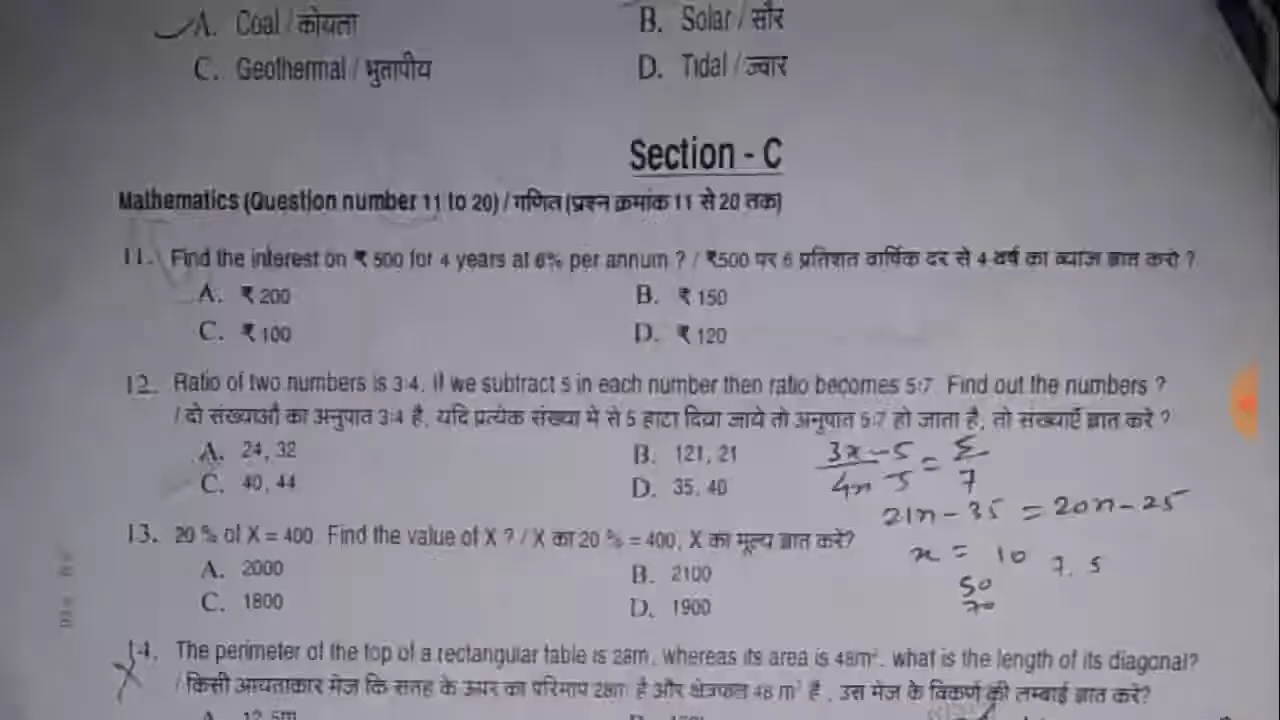 A. Coal / कोयता
B. Solar / सौर
C. Geothermal / भुतापीय
D. Tidal / ज्वार
Section - C
Mathematics (Question number 11 to 20) / गणित (प्रश्न क्रमांक 11 से 20 तक)
11. Find the interest on ₹ 500 for 4 years at 6% per annum ? / ₹500 पर 6 प्रतिशत वार्षिक दर से 4 वर्ष का व्याज ज्ञात करो ?
A. ₹ 200
B. ₹ 150
C. ₹ 100
D. ₹ 120
12. Ratio of two numbers is 3:4. If we subtract 5 in each number then ratio becomes 5:7. Find out the numbers ?
/ दो संख्याऔ का अनुपात 3:4 है, यदि प्रत्येक संख्या मे से 5 हाटा दिया जाये तो अनुपात 5:7 हो जाता है, तो संख्याएँ ज्ञात करे ?
A. 24, 32
B. 121, 21
C. 40, 44
D. 35, 40
3x-5 / 4x-5 = 5 / 7
21x - 35 = 20x - 25
x = 10
7.5
50
70
13. 20 % of X = 400. Find the value of X ? / X का 20 % = 400, X का मूल्य ज्ञात करें?
A. 2000
B. 2100
C. 1800
D. 1900
14. The perimeter of the top of a rectangular table is 28m, whereas its area is 48m². what is the length of its diagonal?
/ किसी आयताकार मेज कि सतह के ऊपर का परिमाप 28m है और क्षेत्रफल 48 m² है, उस मेज के विकर्ण की लम्बाई ज्ञात करें?
A. 12.5m